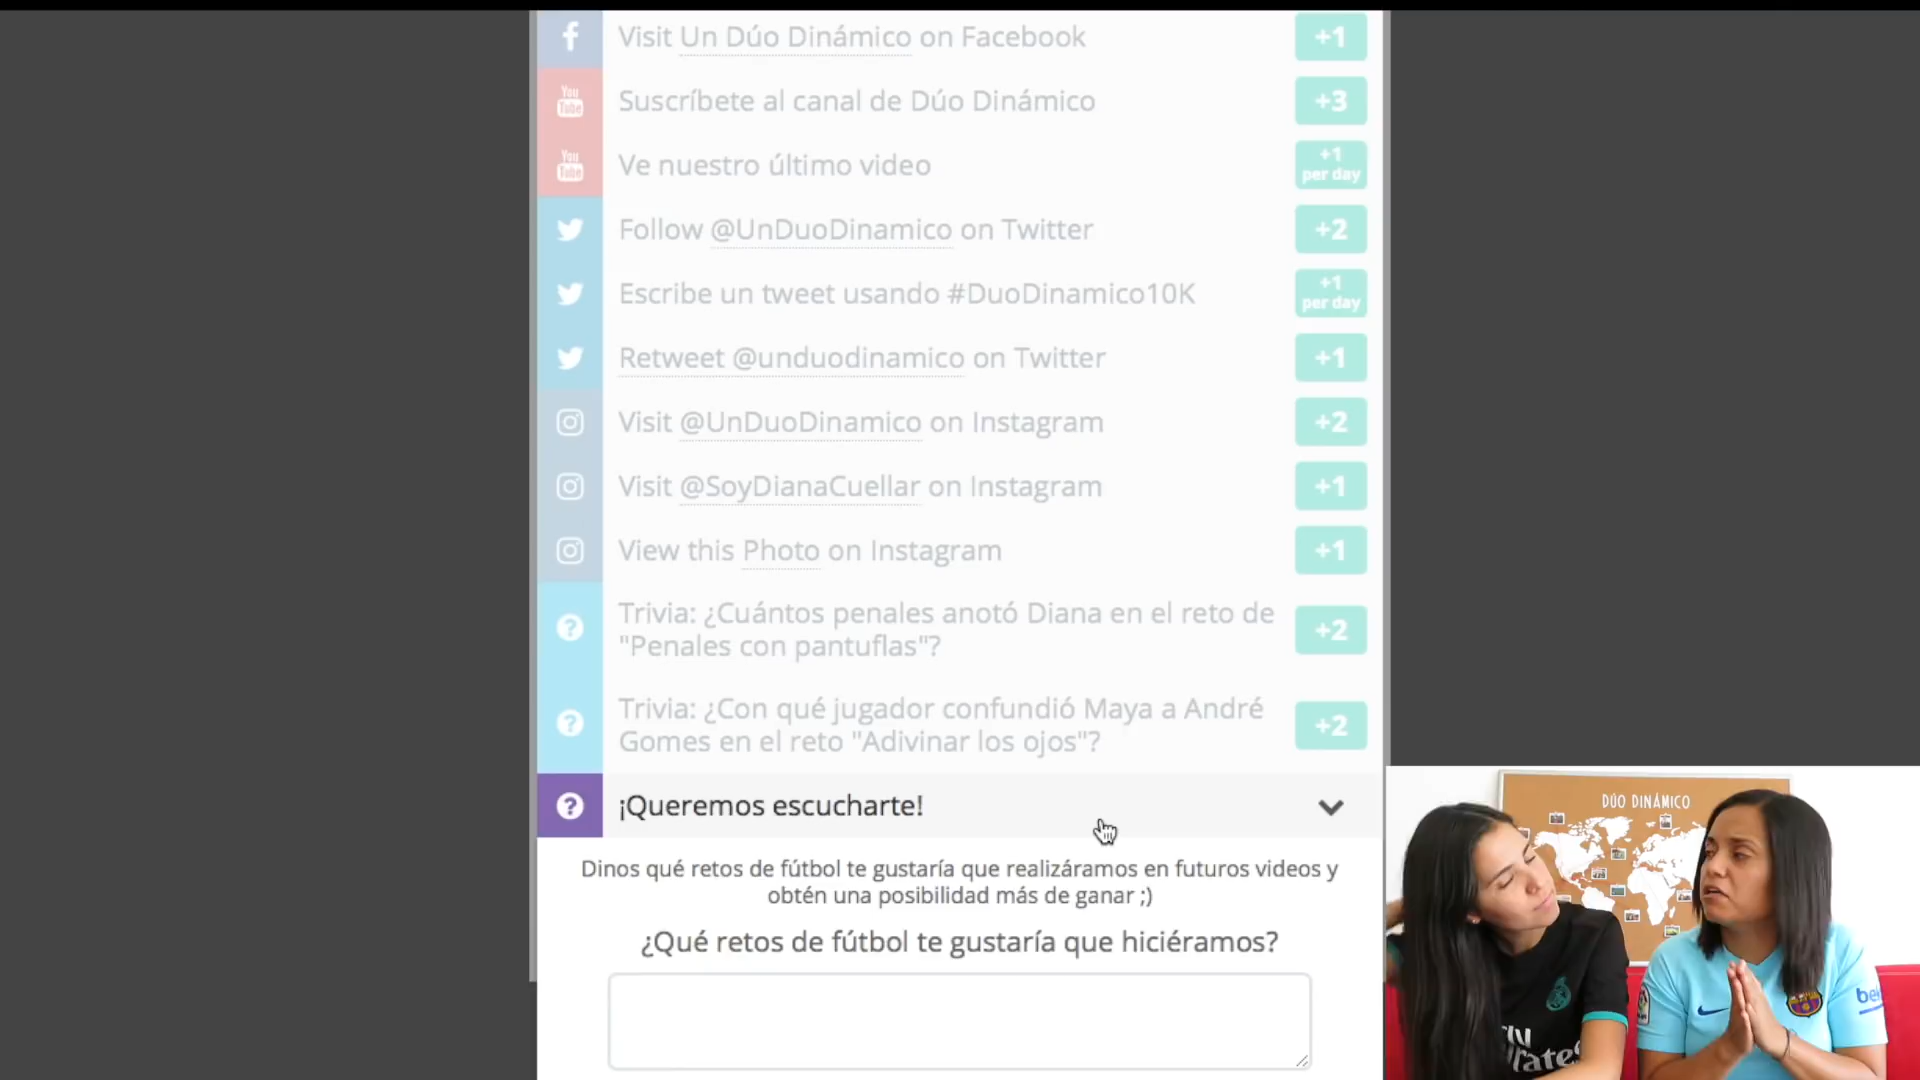 Visit Un Dúo Dinámico on Facebook
+1
You
Tube
Suscríbete al canal de Dúo Dinámico
+3
You
Tube
Ve nuestro último video
+1
per day
Follow @UnDuoDinamico on Twitter
+2
Escribe un tweet usando #DuoDinamico10K
+1
per day
Retweet @unduodinamico on Twitter
+1
Visit @UnDuoDinamico on Instagram
+2
Visit @SoyDianaCuellar on Instagram
+1
View this Photo on Instagram
+1
Trivia: ¿Cuántos penales anotó Diana en el reto de
"Penales con pantuflas"?
+2
Trivia: ¿Con qué jugador confundió Maya a André
Gomes en el reto "Adivinar los ojos"?
+2
¡Queremos escucharte!
Dinos qué retos de fútbol te gustaría que realizáramos en futuros videos y
obtén una posibilidad más de ganar ;)
¿Qué retos de fútbol te gustaría que hiciéramos?
DÚO DINÁMICO